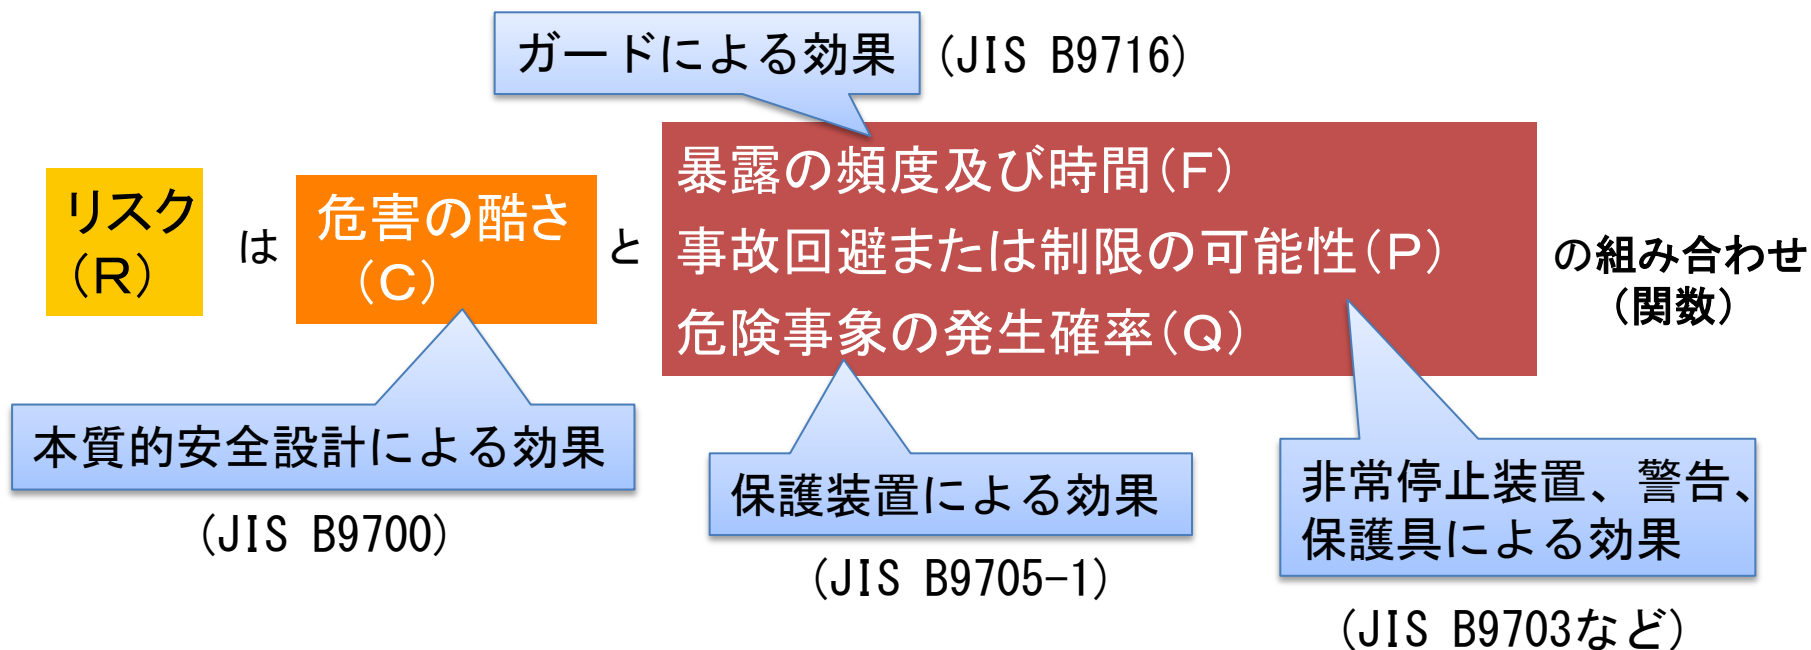 ガードによる効果
(JIS B9716)
リスク
(R)
は
危害の酷さ
(C)
と
暴露の頻度及び時間(F)
事故回避または制限の可能性(P)
危険事象の発生確率(Q)
の組み合わせ
(関数)
本質的安全設計による効果
(JIS B9700)
保護装置による効果
(JIS B9705-1)
非常停止装置、警告、
保護具による効果
(JIS B9703など)